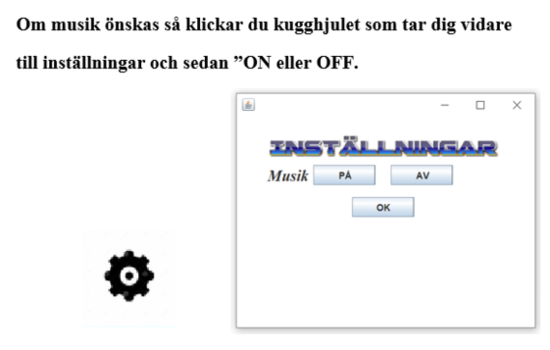 Om musik önskas så klickar du kugghjulet som tar dig vidare
till inställningar och sedan ”ON eller OFF.
INSTÄLLNINGAR
Musik PÅ AV
OK